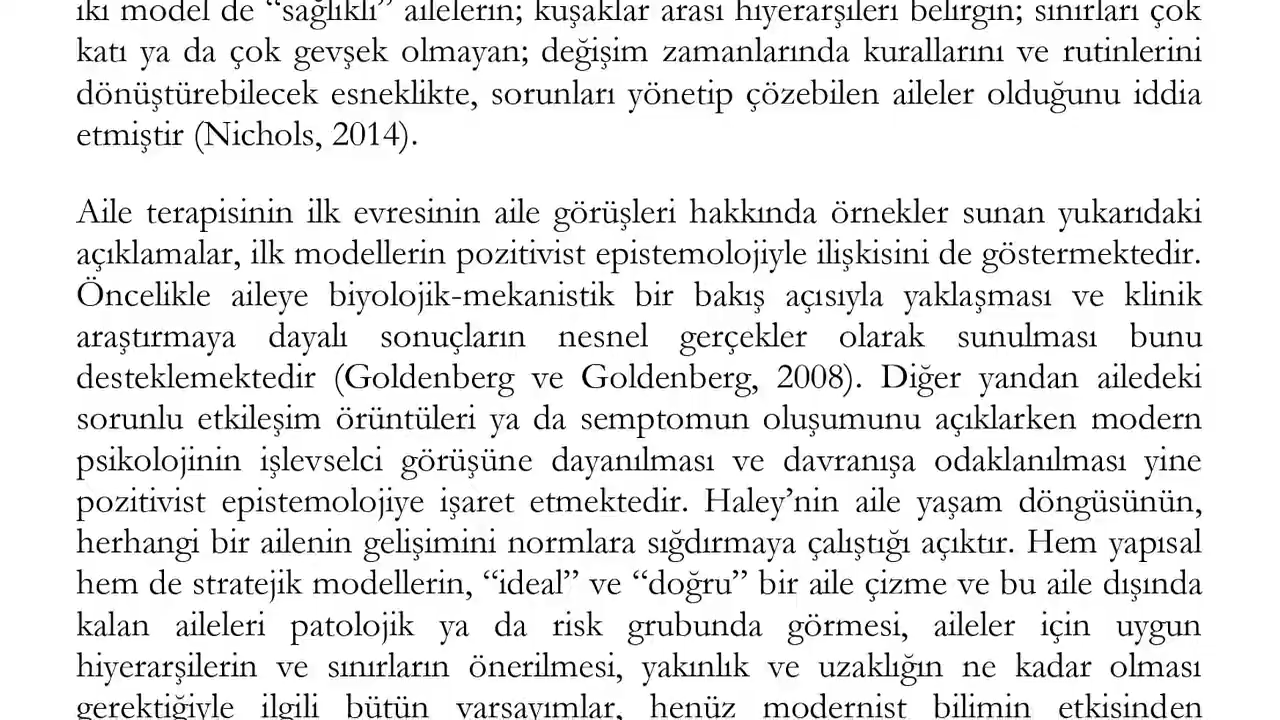 iki model de “sağlıklı” ailelerin; kuşaklar arası hiyerarşileri belirgin; sınırları çok
katı ya da çok gevşek olmayan; değişim zamanlarında kurallarını ve rutinlerini
dönüştürebilecek esneklikte, sorunları yönetip çözebilen aileler olduğunu iddia
etmiştir (Nichols, 2014).
Aile terapisinin ilk evresinin aile görüşleri hakkında örnekler sunan yukarıdaki
açıklamalar, ilk modellerin pozitivist epistemolojiyle ilişkisini de göstermektedir.
Öncelikle aileye biyolojik-mekanistik bir bakış açısıyla yaklaşması ve klinik
araştırmaya dayalı sonuçların nesnel gerçekler olarak sunulması bunu
desteklemektedir (Goldenberg ve Goldenberg, 2008). Diğer yandan ailedeki
sorunlu etkileşim örüntüleri ya da semptomun oluşumunu açıklarken modern
psikolojinin işlevselci görüşüne dayanılması ve davranışa odaklanılması yine
pozitivist epistemolojiye işaret etmektedir. Haley’nin aile yaşam döngüsünün,
herhangi bir ailenin gelişimini normlara sığdırmaya çalıştığı açıktır. Hem yapısal
hem de stratejik modellerin, “ideal” ve “doğru” bir aile çizme ve bu aile dışında
kalan aileleri patolojik ya da risk grubunda görmesi, aileler için uygun
hiyerarşilerin ve sınırların önerilmesi, yakınlık ve uzaklığın ne kadar olması
gerektiğiyle ilgili bütün varsayımlar, henüz modernist bilimin etkisinden